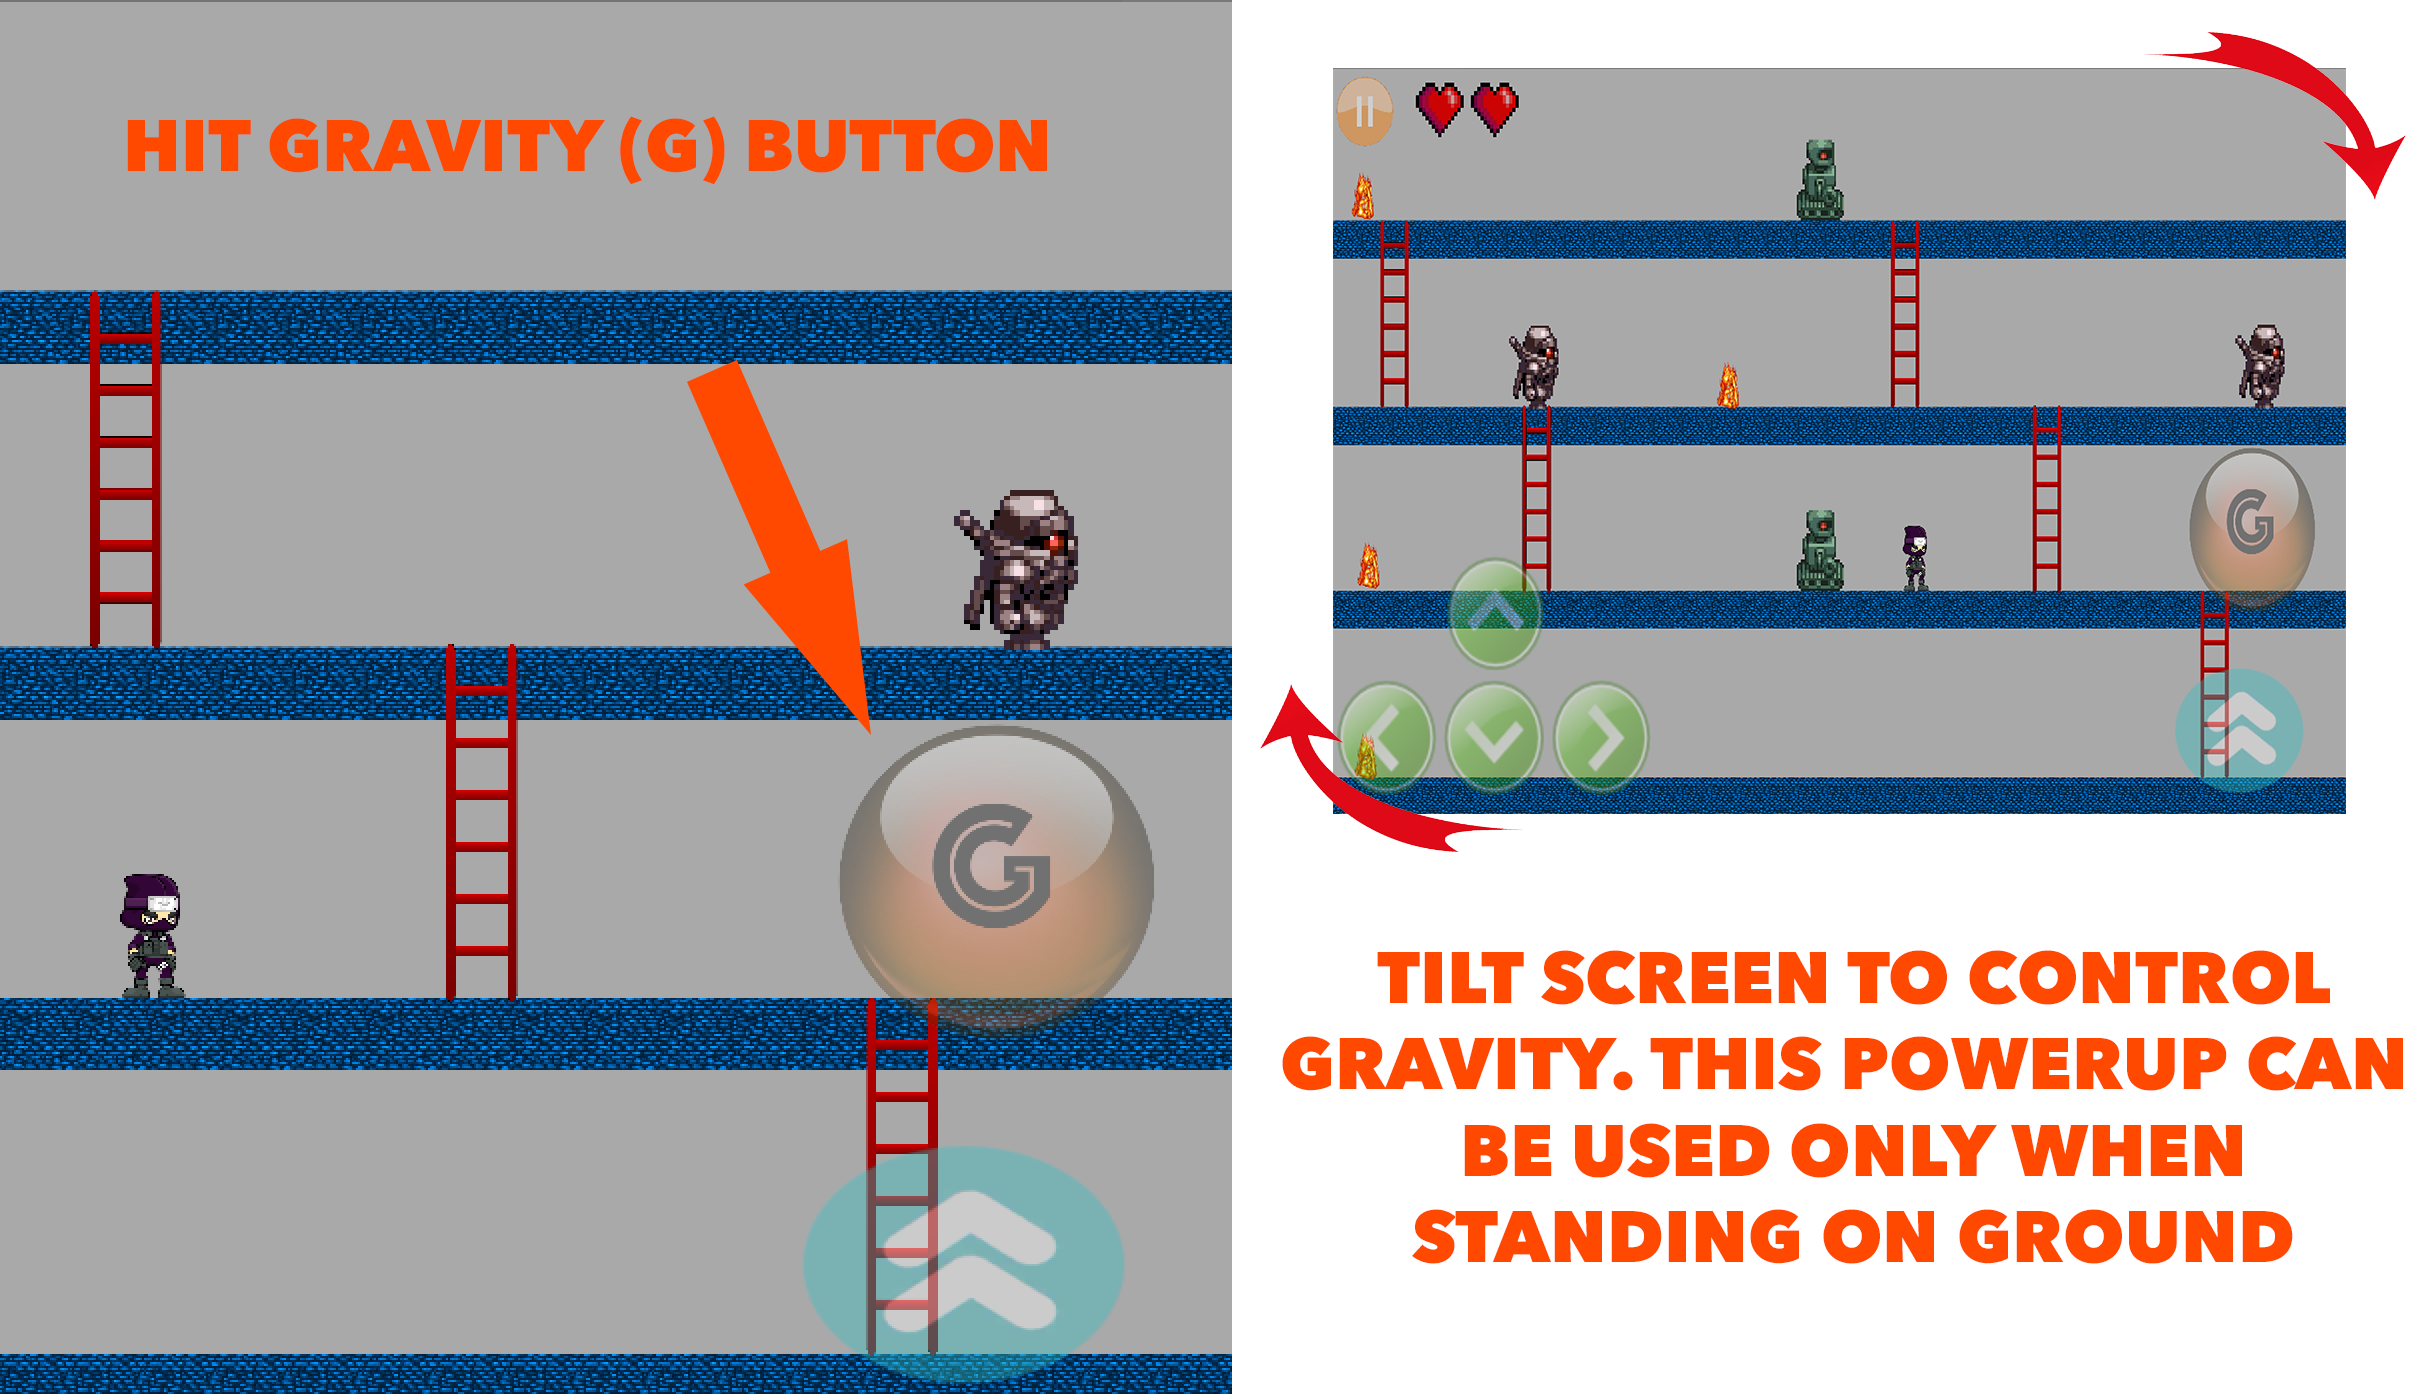 HIT GRAVITY (G) BUTTON
G
G
TILT SCREEN TO CONTROL
GRAVITY. THIS POWERUP CAN
BE USED ONLY WHEN
STANDING ON GROUND